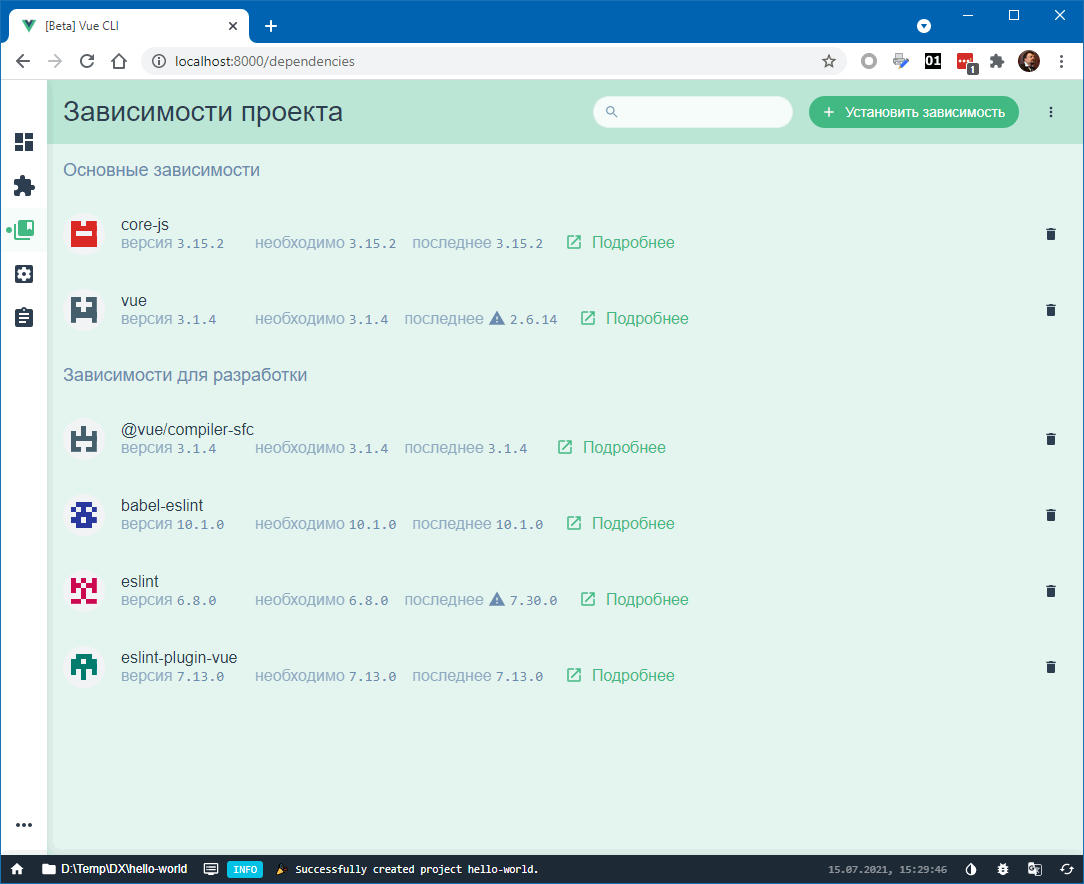 [Beta] Vue CLI
localhost:8000/dependencies
01
1
Зависимости проекта
Установить зависимость
Основные зависимости
core-js
версия 3.15.2 необходимо 3.15.2 последнее 3.15.2 Подробнее
vue
версия 3.1.4 необходимо 3.1.4 последнее 2.6.14 Подробнее
Зависимости для разработки
@vue/compiler-sfc
версия 3.1.4 необходимо 3.1.4 последнее 3.1.4 Подробнее
babel-eslint
версия 10.1.0 необходимо 10.1.0 последнее 10.1.0 Подробнее
eslint
версия 6.8.0 необходимо 6.8.0 последнее 7.30.0 Подробнее
eslint-plugin-vue
версия 7.13.0 необходимо 7.13.0 последнее 7.13.0 Подробнее
D:\Temp\DX\hello-world INFO Successfully created project hello-world. 15.07.2021, 15:29:46